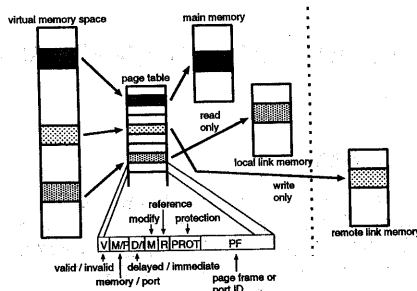 virtual memory space
main memory
page table
read
only
local link memory
write
only
remote link memory
reference
modify
protection
V M/P D/I M R PROT PF
valid / invalid
delayed / immediate
memory / port
page frame or
port ID